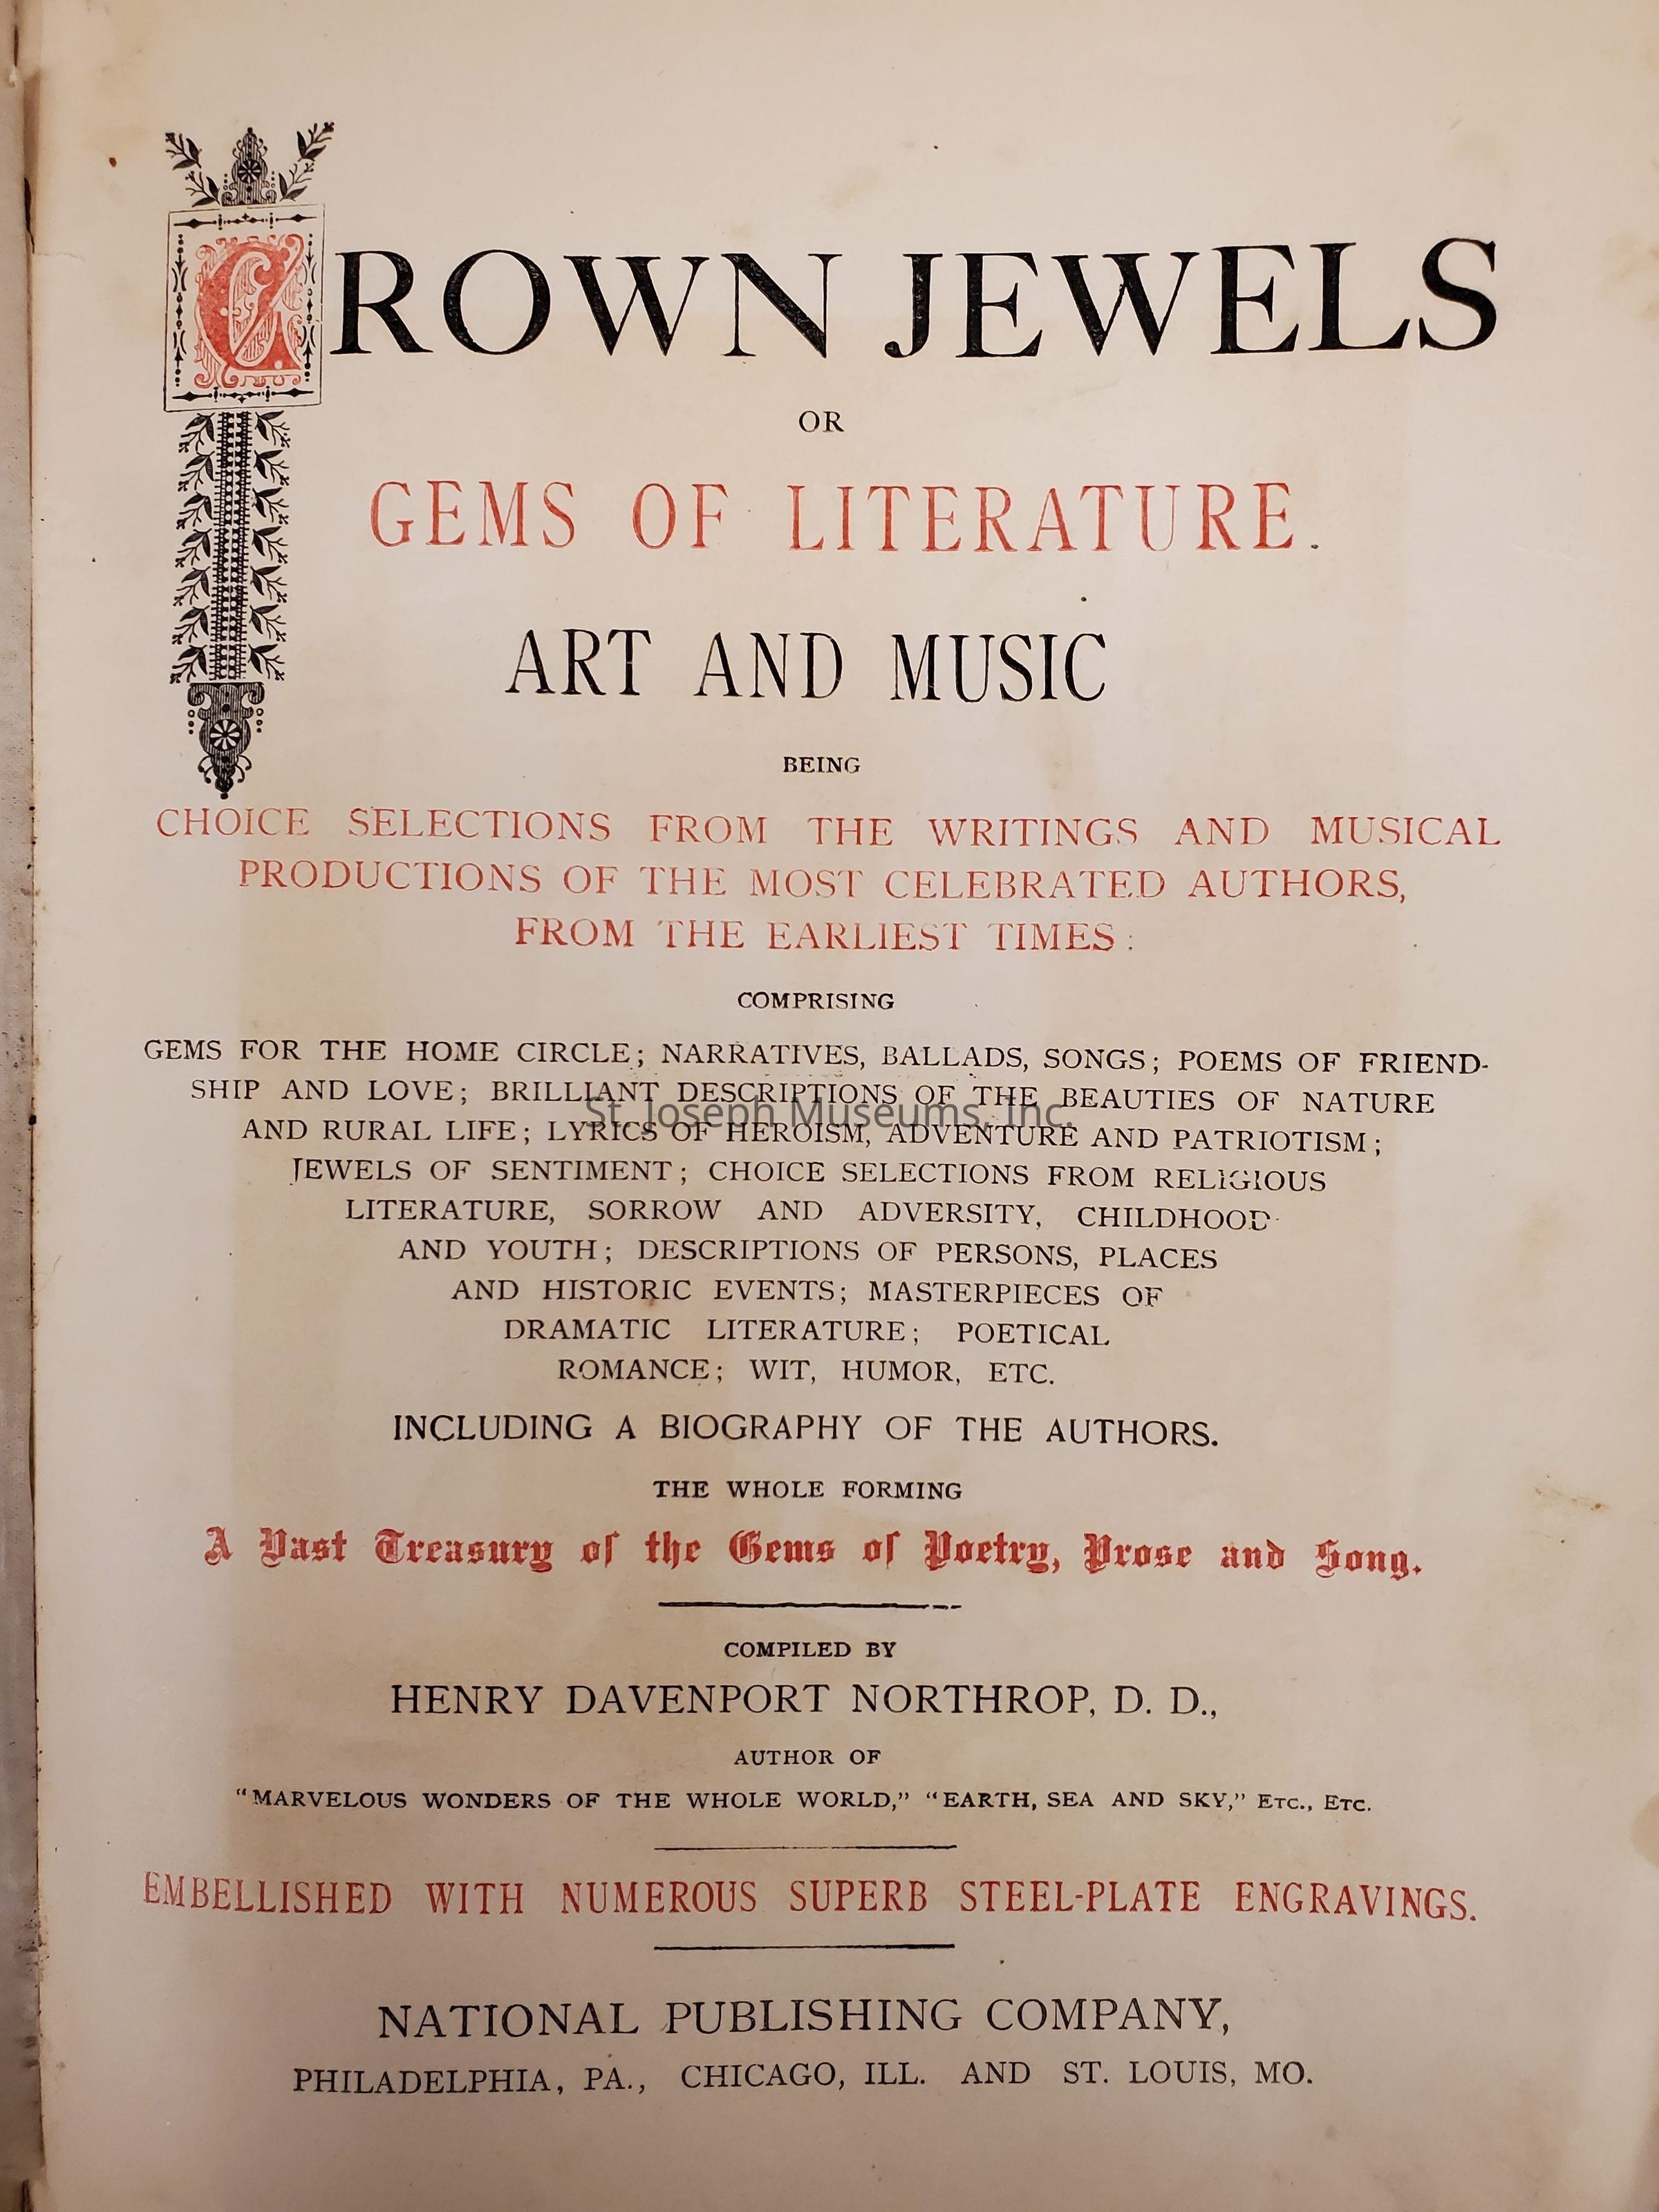 CROWN JEWELS
OR
GEMS OF LITERATURE.
ART AND MUSIC
BEING
CHOICE SELECTIONS FROM THE WRITINGS AND MUSICAL
PRODUCTIONS OF THE MOST CELEBRATED AUTHORS,
FROM THE EARLIEST TIMES:
COMPRISING
GEMS FOR THE HOME CIRCLE; NARRATIVES, BALLADS, SONGS; POEMS OF FRIEND-
SHIP AND LOVE; BRILLIANT DESCRIPTIONS OF THE BEAUTIES OF NATURE
St. Joseph Museums, Inc.
AND RURAL LIFE; LYRICS OF HEROISM, ADVENTURE AND PATRIOTISM;
JEWELS OF SENTIMENT; CHOICE SELECTIONS FROM RELIGIOUS
LITERATURE, SORROW AND ADVERSITY, CHILDHOOD
AND YOUTH; DESCRIPTIONS OF PERSONS, PLACES
AND HISTORIC EVENTS; MASTERPIECES OF
DRAMATIC LITERATURE; POETICAL
ROMANCE; WIT, HUMOR, ETC.
INCLUDING A BIOGRAPHY OF THE AUTHORS.
THE WHOLE FORMING
A Vast Treasury of the Gems of Poetry, Prose and Song.
COMPILED BY
HENRY DAVENPORT NORTHROP, D. D.,
AUTHOR OF
"MARVELOUS WONDERS OF THE WHOLE WORLD," "EARTH, SEA AND SKY," ETC., ETC.
EMBELLISHED WITH NUMEROUS SUPERB STEEL-PLATE ENGRAVINGS.
NATIONAL PUBLISHING COMPANY,
PHILADELPHIA, PA., CHICAGO, ILL. AND ST. LOUIS, MO.